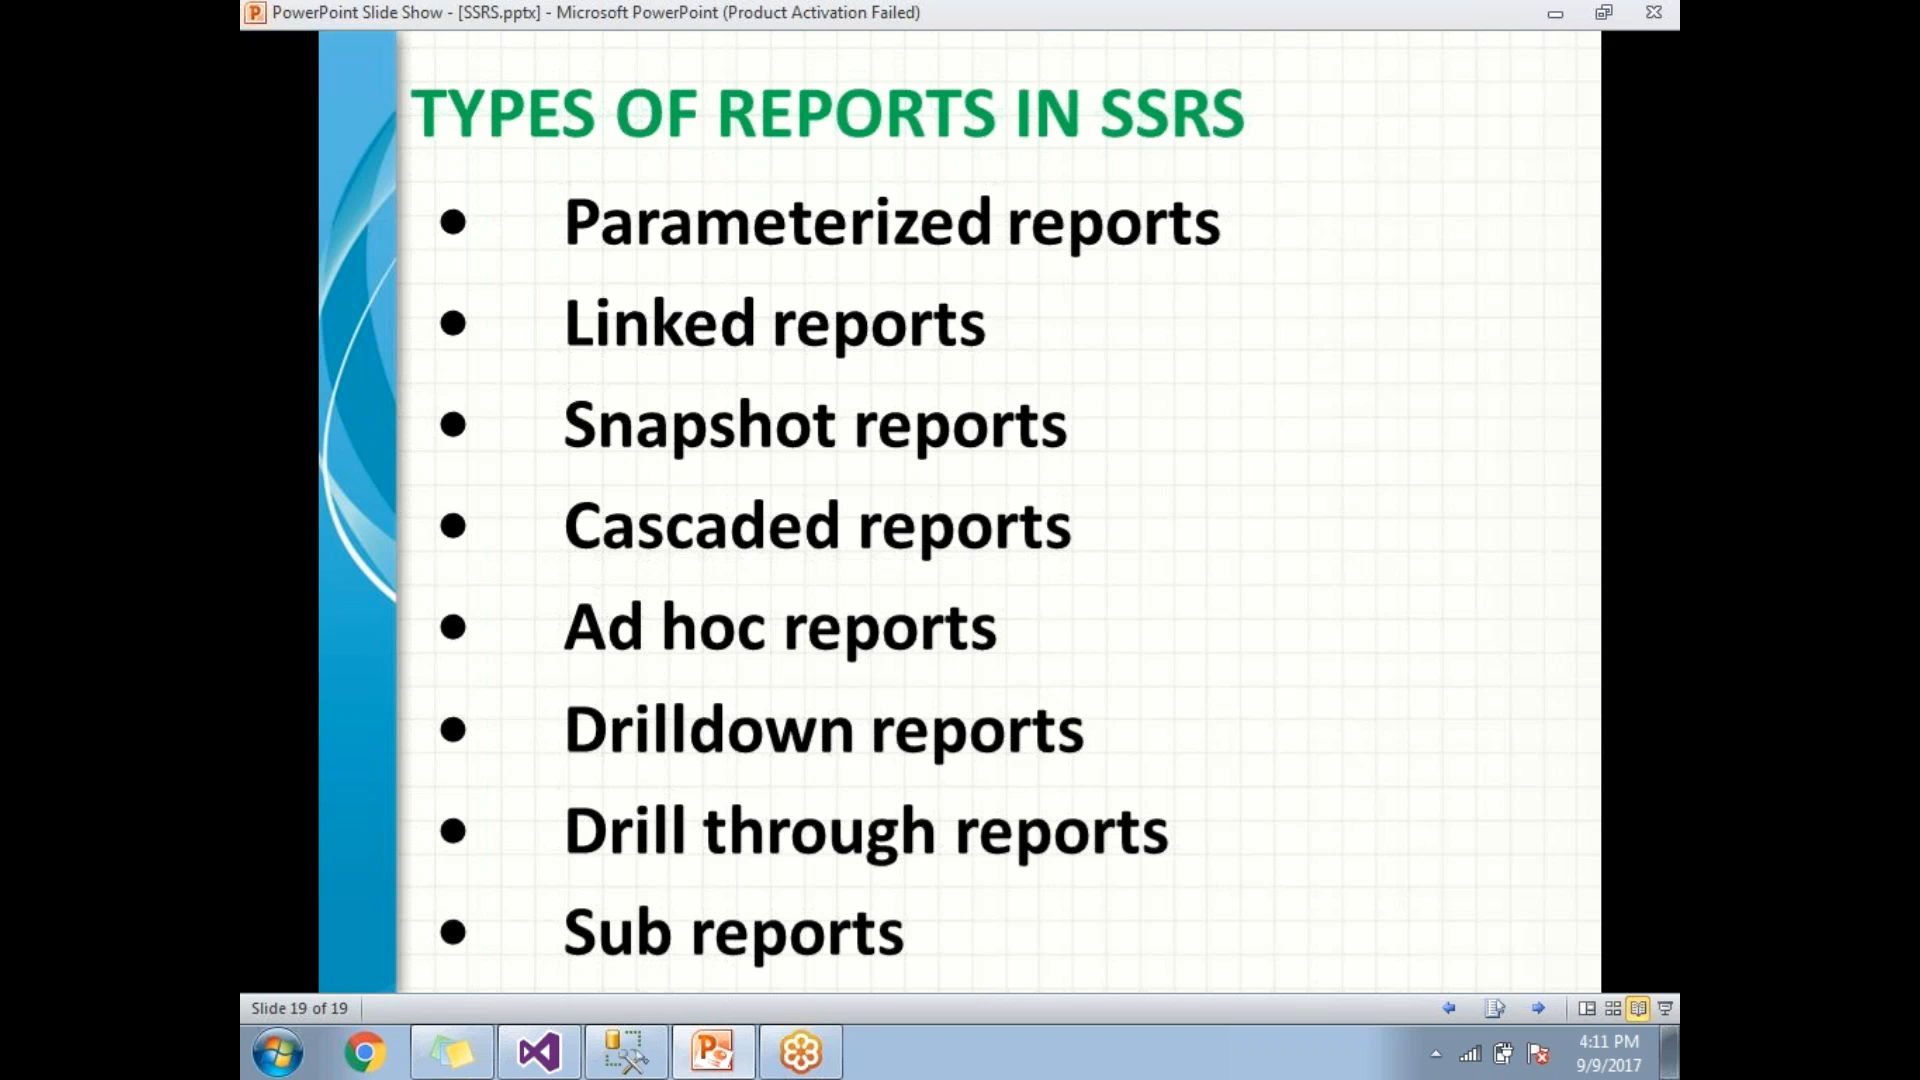 PowerPoint Slide Show - [SSRS.pptx] - Microsoft PowerPoint (Product Activation Failed)
TYPES OF REPORTS IN SSRS
• Parameterized reports
• Linked reports
• Snapshot reports
• Cascaded reports
• Ad hoc reports
• Drilldown reports
• Drill through reports
• Sub reports
Slide 19 of 19
4:11 PM
9/9/2017